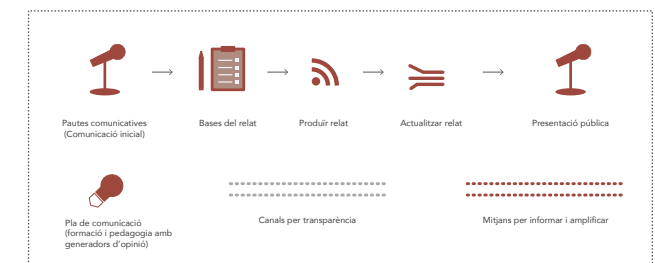 Pautes comunicatives
(Comunicació inicial)
Bases del relat
Produïr relat
Actualitzar relat
Presentació pública
Pla de comunicació
(formació i pedagogia amb
generadors d'opinió)
Canals per transparència
Mitjans per informar i amplificar